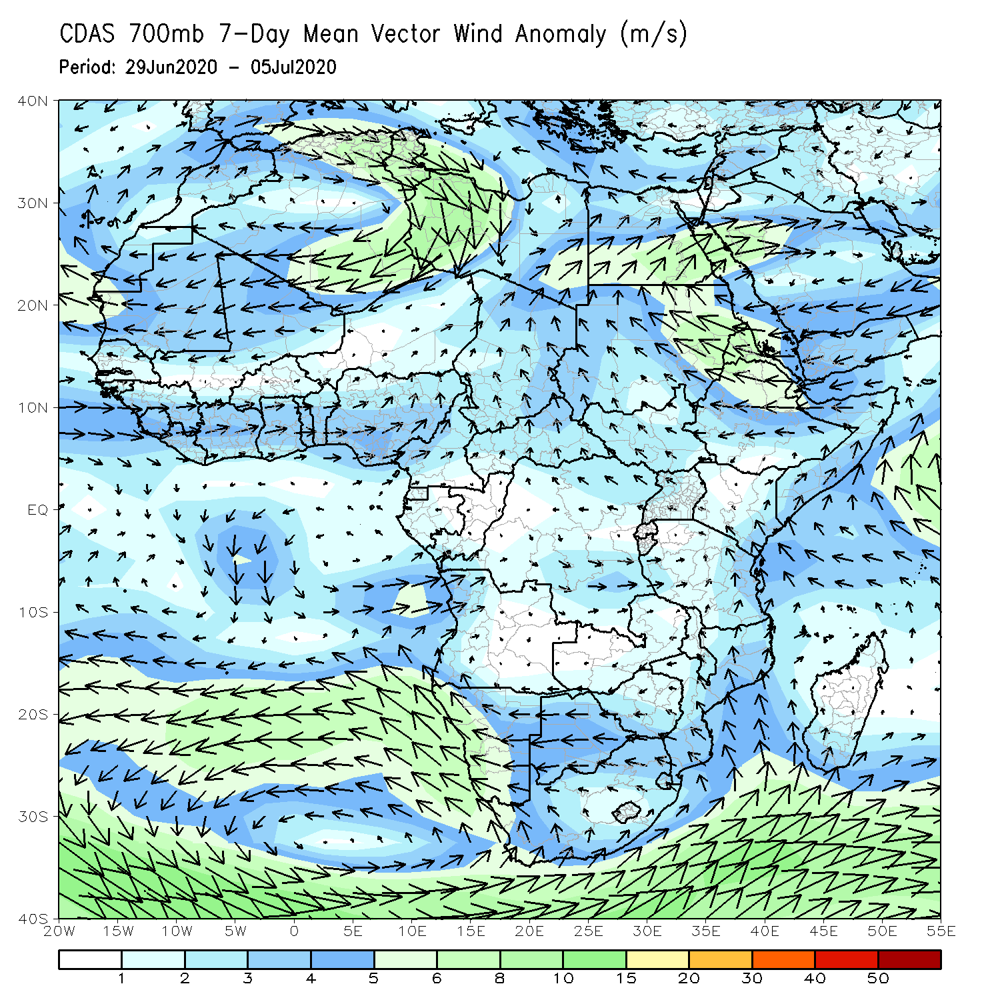 CDAS 700mb 7-Day Mean Vector Wind Anomaly (m/s)
Period: 29Jun2020 - 05Jul2020
40N
30N
20N
10N
EQ
10S
20S
30S
40S
20W 15W 10W 5W 0 5E 10E 15E 20E 25E 30E 35E 40E 45E 50E 55E
1 2 3 4 5 6 8 10 15 20 30 40 50